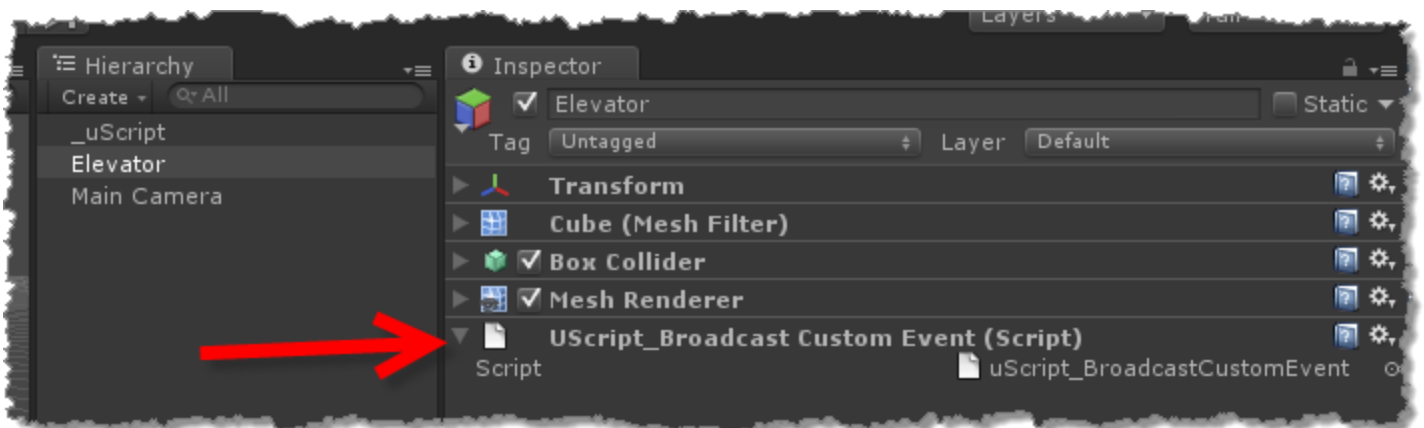 Layers
Hierarchy
Create
All
_uScript
Elevator
Main Camera
Inspector
Elevator
Static
Tag Untagged Layer Default
Transform
Cube (Mesh Filter)
Box Collider
Mesh Renderer
UScript_Broadcast Custom Event (Script)
Script uScript_BroadcastCustomEvent